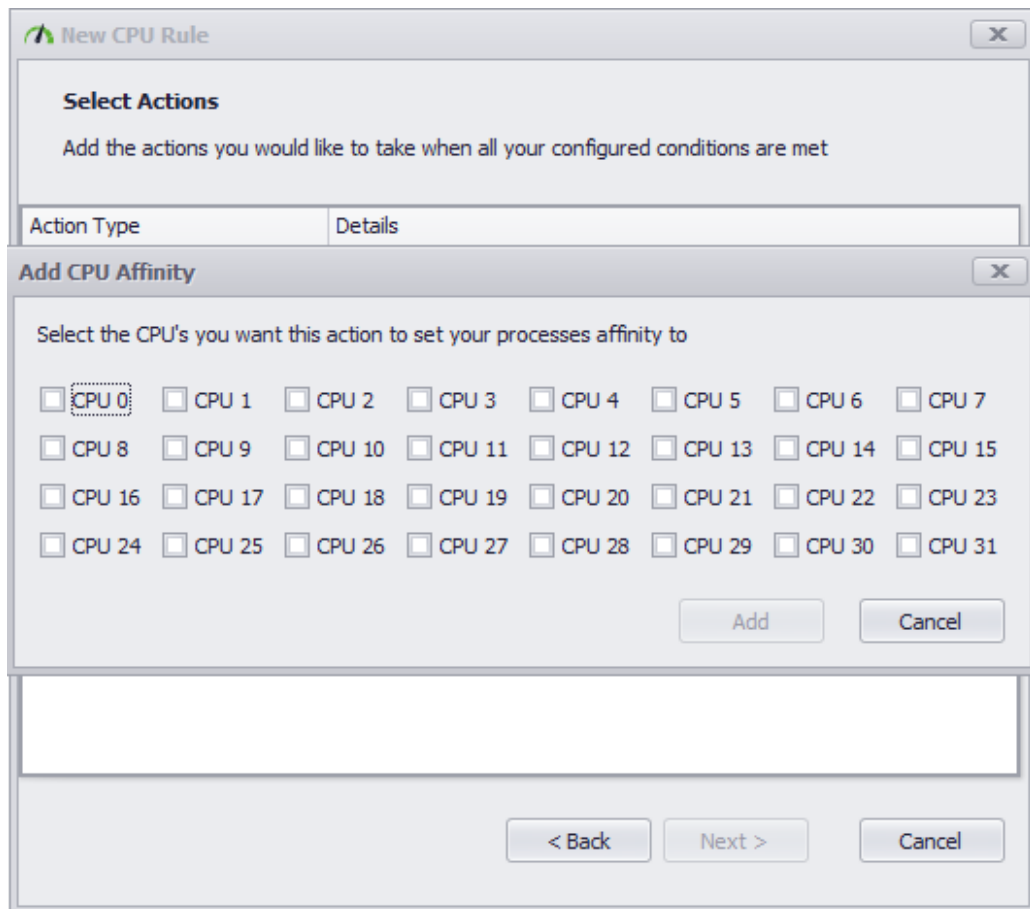 New CPU Rule
Select Actions
Add the actions you would like to take when all your configured conditions are met
Action Type Details
Add CPU Affinity
Select the CPU's you want this action to set your processes affinity to
CPU 0 CPU 1 CPU 2 CPU 3 CPU 4 CPU 5 CPU 6 CPU 7
CPU 8 CPU 9 CPU 10 CPU 11 CPU 12 CPU 13 CPU 14 CPU 15
CPU 16 CPU 17 CPU 18 CPU 19 CPU 20 CPU 21 CPU 22 CPU 23
CPU 24 CPU 25 CPU 26 CPU 27 CPU 28 CPU 29 CPU 30 CPU 31
Add Cancel
< Back Next > Cancel